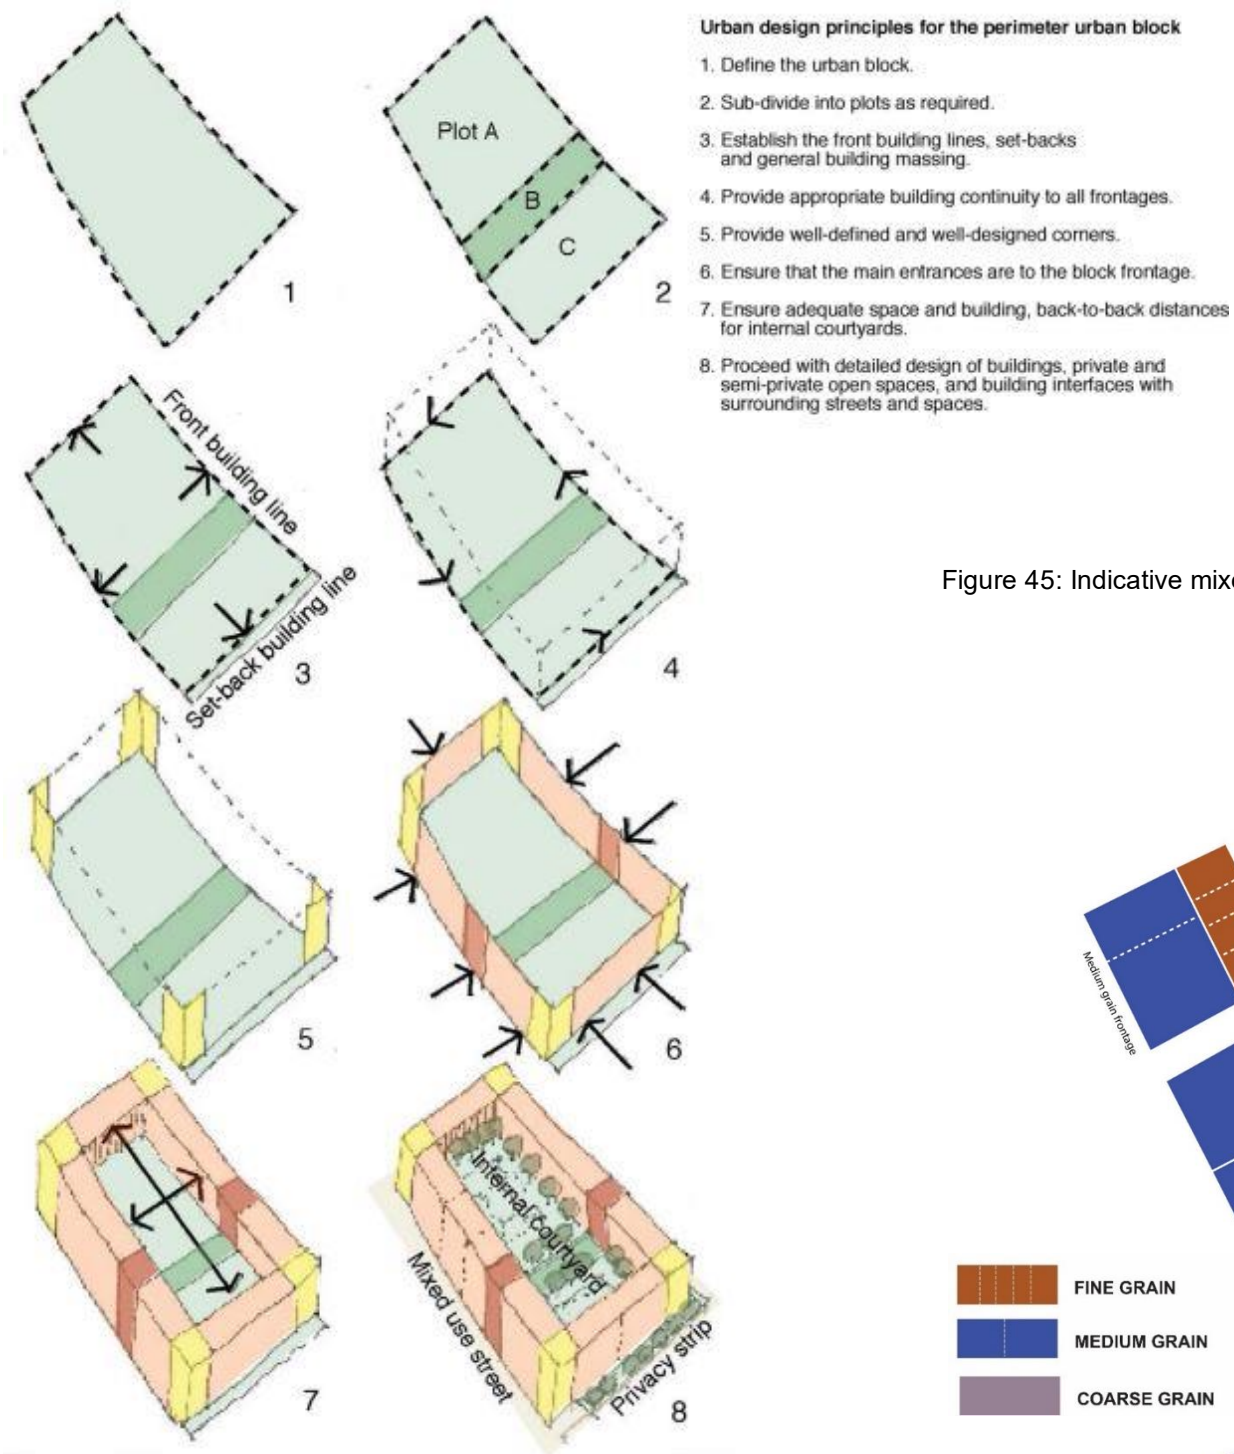 Urban design principles for the perimeter urban block
1. Define the urban block.
2. Sub-divide into plots as required.
3. Establish the front building lines, set-backs
and general building massing.
4. Provide appropriate building continuity to all frontages.
5. Provide well-defined and well-designed corners.
6. Ensure that the main entrances are to the block frontage.
7. Ensure adequate space and building, back-to-back distances
for internal courtyards.
8. Proceed with detailed design of buildings, private and
semi-private open spaces, and building interfaces with
surrounding streets and spaces.
1
Plot A
B
C
2
Front building line
Set-back building line
3
4
Figure 45: Indicative mixe
5
6
Medium grain frontage
7
Internal courtyard
Mixed use street
Privacy strip
8
FINE GRAIN
MEDIUM GRAIN
COARSE GRAIN